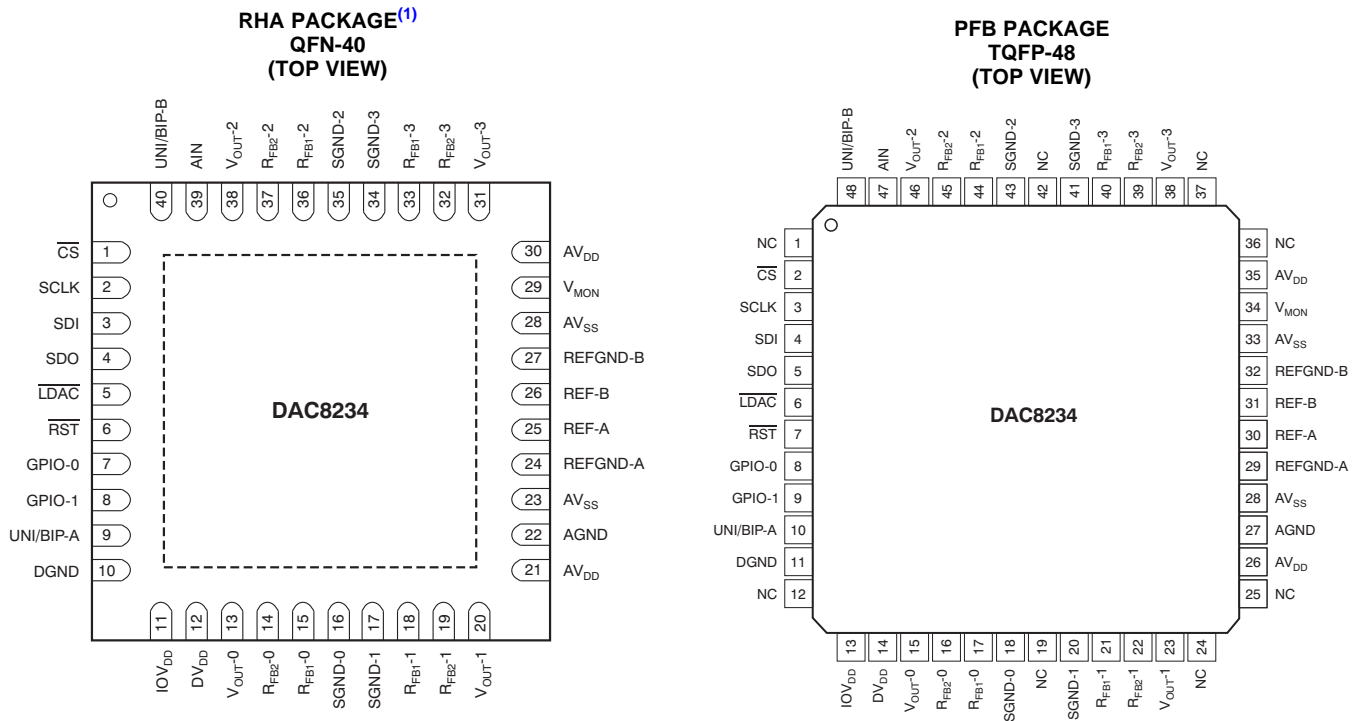 RHA PACKAGE(1)
QFN-40
(TOP VIEW)
UNI/BIP-B
AIN
VOUT-2
RFB2-2
RFB1-2
SGND-2
SGND-3
RFB1-3
RFB2-3
VOUT-3
40 39 38 37 36 35 34 33 32 31
CS 1
SCLK 2
SDI 3
SDO 4
LDAC 5
RST 6
GPIO-0 7
GPIO-1 8
UNI/BIP-A 9
DGND 10
DAC8234
30 AVDD
29 VMON
28 AVSS
27 REFGND-B
26 REF-B
25 REF-A
24 REFGND-A
23 AVSS
22 AGND
21 AVDD
11 12 13 14 15 16 17 18 19 20
IOVDD
DVDD
VOUT-0
RFB2-0
RFB1-0
SGND-0
SGND-1
RFB1-1
RFB2-1
VOUT-1
PFB PACKAGE
TQFP-48
(TOP VIEW)
UNI/BIP-B
AIN
VOUT-2
RFB2-2
RFB1-2
SGND-2
NC
SGND-3
RFB1-3
RFB2-3
VOUT-3
NC
48 47 46 45 44 43 42 41 40 39 38 37
NC 1
CS 2
SCLK 3
SDI 4
SDO 5
LDAC 6
RST 7
GPIO-0 8
GPIO-1 9
UNI/BIP-A 10
DGND 11
NC 12
DAC8234
36 NC
35 AVDD
34 VMON
33 AVSS
32 REFGND-B
31 REF-B
30 REF-A
29 REFGND-A
28 AVSS
27 AGND
26 AVDD
25 NC
13 14 15 16 17 18 19 20 21 22 23 24
IOVDD
DVDD
VOUT-0
RFB2-0
RFB1-0
SGND-0
NC
SGND-1
RFB1-1
RFB2-1
VOUT-1
NC